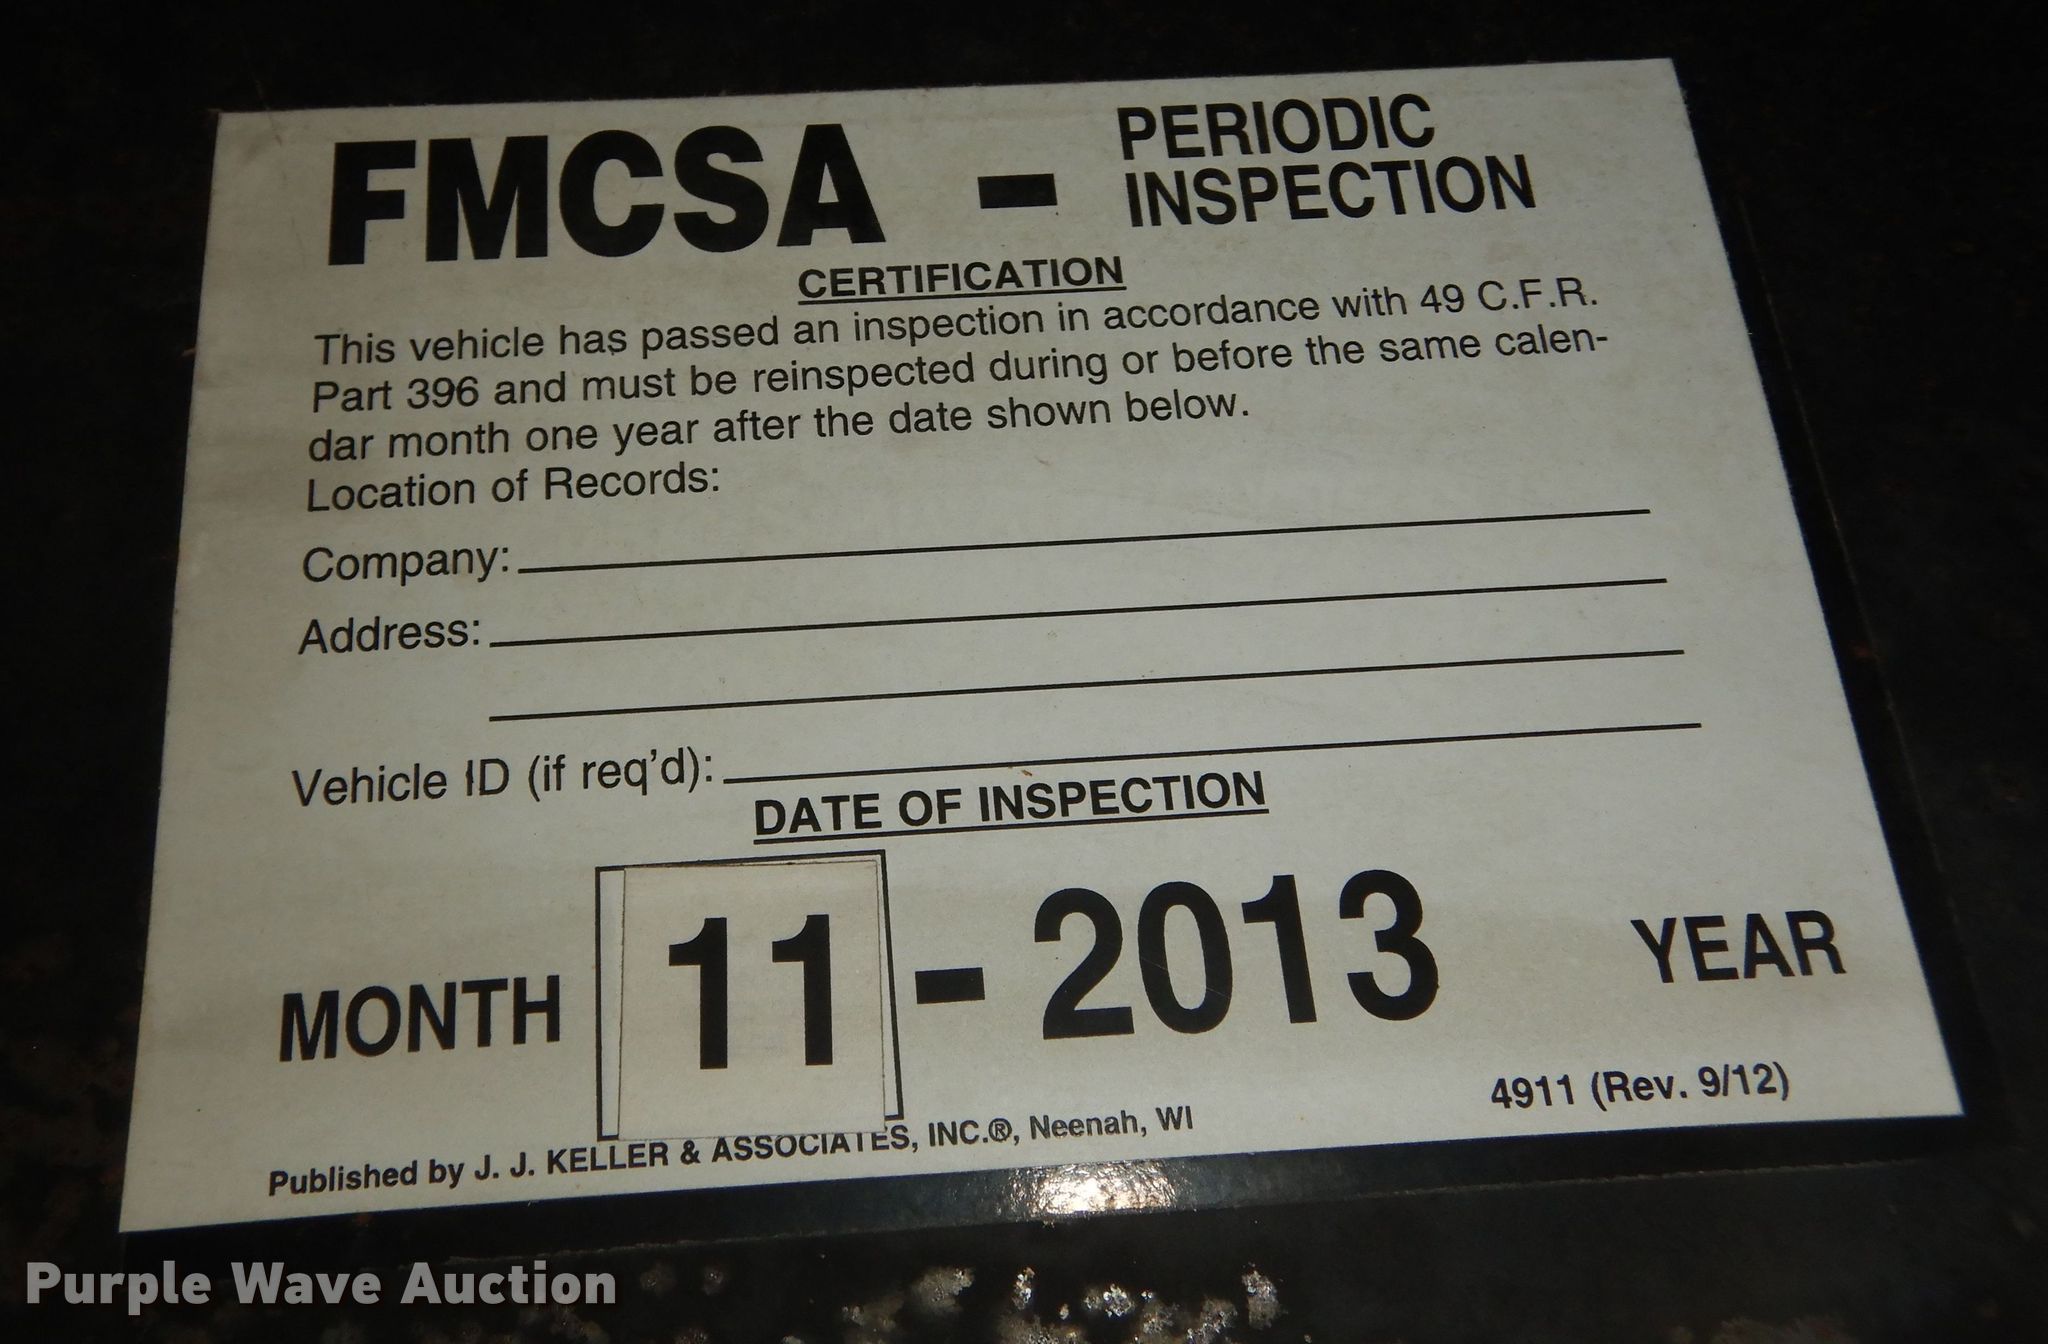 FMCSA - PERIODIC INSPECTION
CERTIFICATION
This vehicle has passed an inspection in accordance with 49 C.F.R.
Part 396 and must be reinspected during or before the same calen-
dar month one year after the date shown below.
Location of Records:
Company:
Address:
Vehicle ID (if req'd):
DATE OF INSPECTION
MONTH 11 - 2013 YEAR
4911 (Rev. 9/12)
Published by J. J. KELLER & ASSOCIATES, INC.®, Neenah, WI
Purple Wave Auction